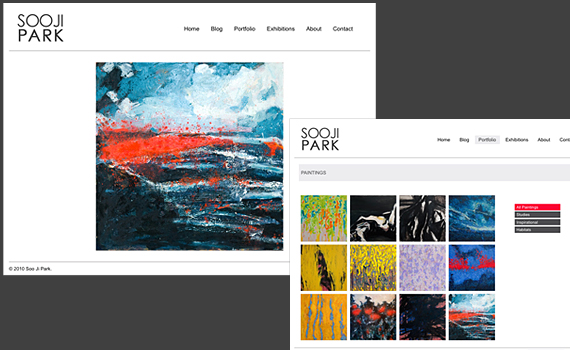 SOOJI
PARK
Home Blog Portfolio Exhibitions About Contact
© 2010 Soo Ji Park.
SOOJI
PARK
Home Blog Portfolio Exhibitions About Cont
PAINTINGS
All Paintings
Studies
Inspirational
Habitats